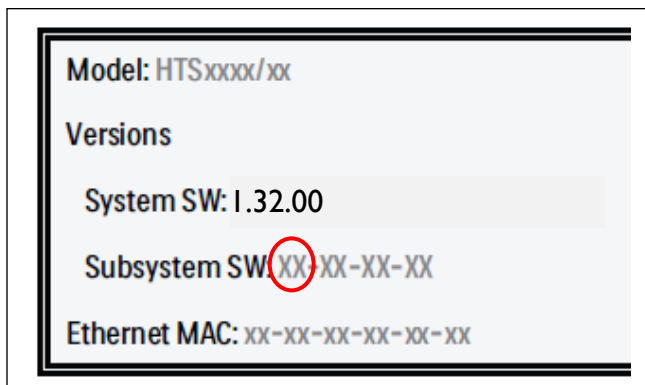 Model: HTSxxxx/xx
Versions
System SW: 1.32.00
Subsystem SW: XX-XX-XX-XX
Ethernet MAC: xx-xx-xx-xx-xx-xx